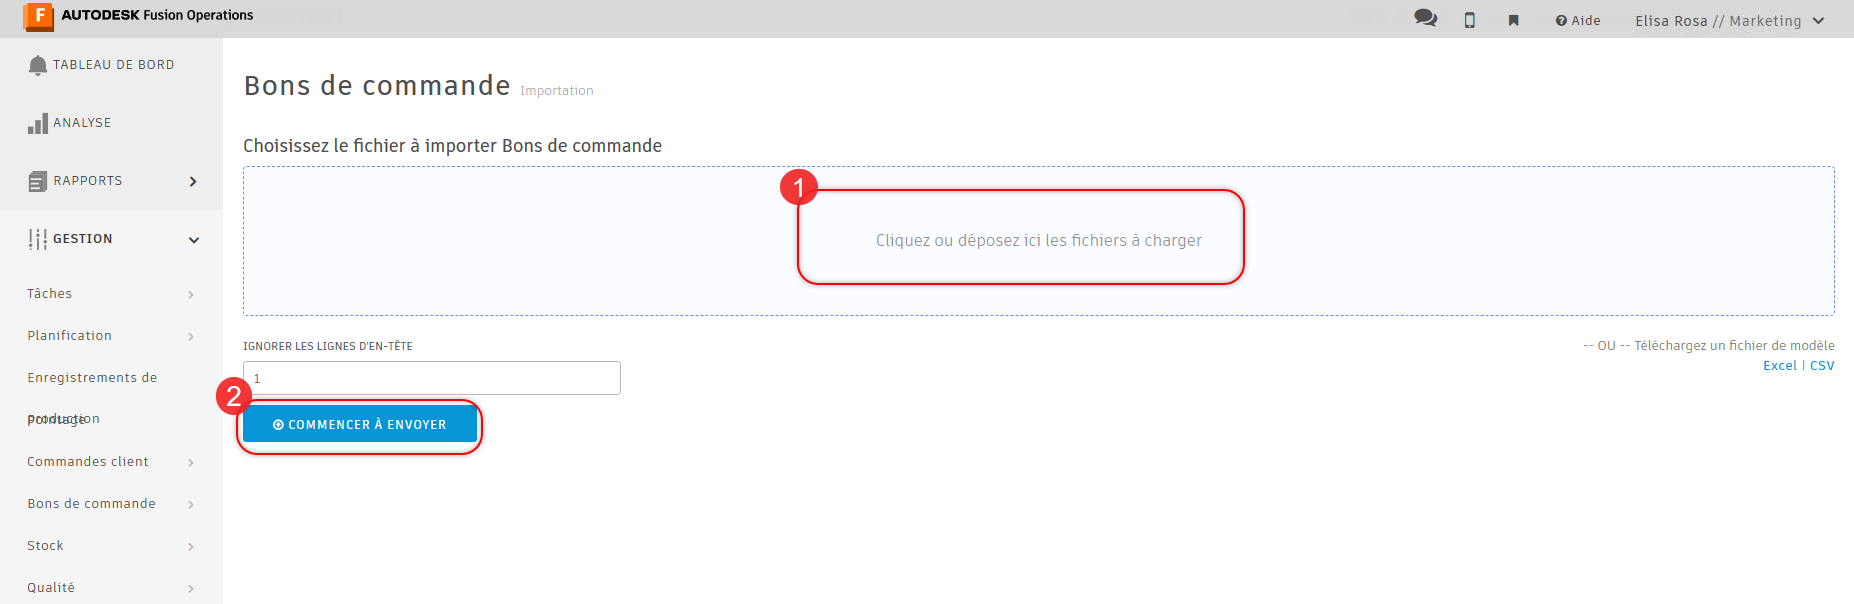 F AUTODESK Fusion Operations
Aide
Elisa Rosa // Marketing
TABLEAU DE BORD
ANALYSE
RAPPORTS
GESTION
Tâches
Planification
Enregistrements de
production
Pointage
Commandes client
Bons de commande
Stock
Qualité
Bons de commande Importation
Choisissez le fichier à importer Bons de commande
1
Cliquez ou déposez ici les fichiers à charger
IGNORER LES LIGNES D'EN-TÊTE
1
-- OU -- Téléchargez un fichier de modèle
Excel | CSV
2
COMMENCER À ENVOYER